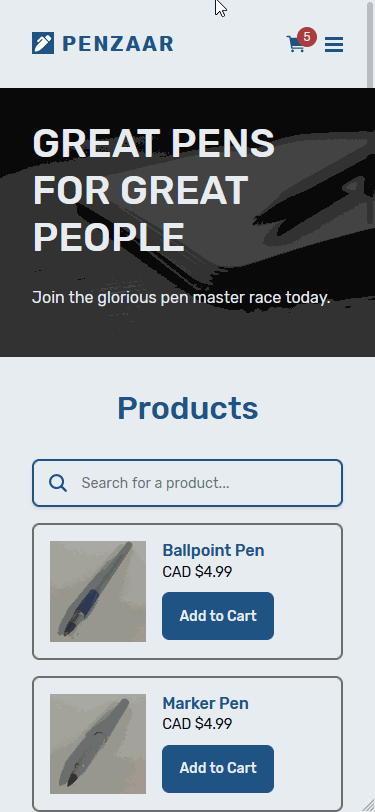 PENZAAR
5
GREAT PENS
FOR GREAT
PEOPLE
Join the glorious pen master race today.
Products
Search for a product...
Ballpoint Pen
CAD $4.99
Add to Cart
Marker Pen
CAD $4.99
Add to Cart